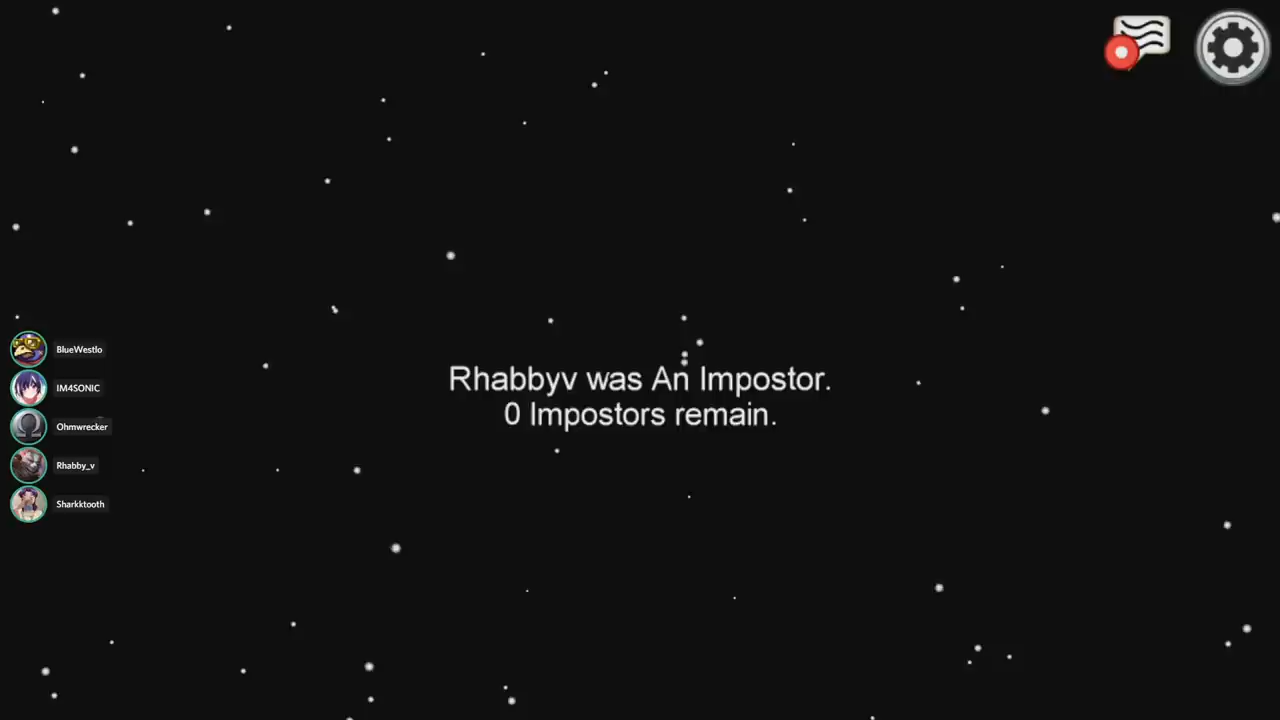 BlueWestlo
IM4SONIC
Ohmwrecker
Rhabby_v
Sharkktooth
Rhabbyv was An Impostor.
0 Impostors remain.